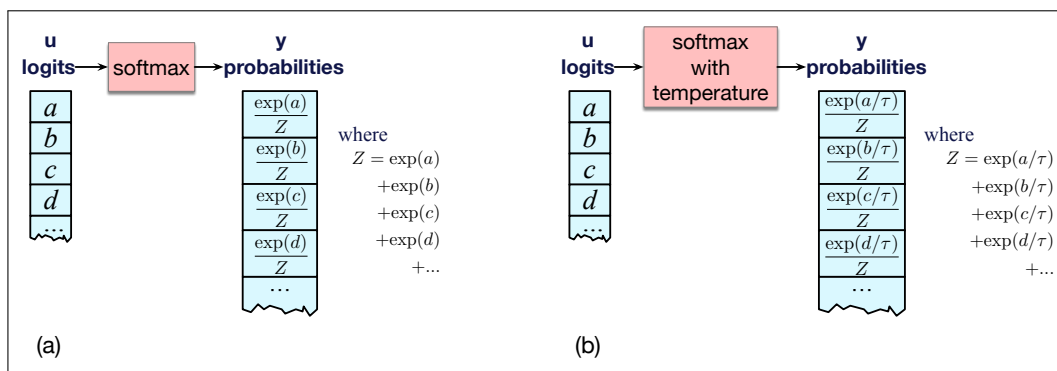 u
logits
softmax
y
probabilities
a
b
c
d
...
exp(a)
Z
exp(b)
Z
exp(c)
Z
exp(d)
Z
...
where
Z = exp(a)
+exp(b)
+exp(c)
+exp(d)
+...
(a)
u
logits
softmax
with
temperature
y
probabilities
a
b
c
d
...
exp(a/τ)
Z
exp(b/τ)
Z
exp(c/τ)
Z
exp(d/τ)
Z
...
where
Z = exp(a/τ)
+exp(b/τ)
+exp(c/τ)
+exp(d/τ)
+...
(b)